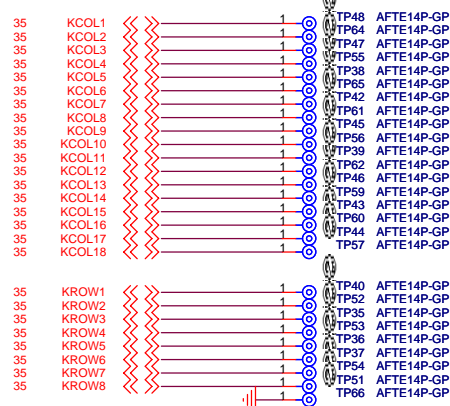 35 KCOL1 1 TP48 AFTE14P-GP
35 KCOL2 1 TP64 AFTE14P-GP
35 KCOL3 1 TP47 AFTE14P-GP
35 KCOL4 1 TP55 AFTE14P-GP
35 KCOL5 1 TP38 AFTE14P-GP
35 KCOL6 1 TP65 AFTE14P-GP
35 KCOL7 1 TP42 AFTE14P-GP
35 KCOL8 1 TP61 AFTE14P-GP
35 KCOL9 1 TP45 AFTE14P-GP
35 KCOL10 1 TP56 AFTE14P-GP
35 KCOL11 1 TP39 AFTE14P-GP
35 KCOL12 1 TP62 AFTE14P-GP
35 KCOL13 1 TP46 AFTE14P-GP
35 KCOL14 1 TP59 AFTE14P-GP
35 KCOL15 1 TP43 AFTE14P-GP
35 KCOL16 1 TP60 AFTE14P-GP
35 KCOL17 1 TP44 AFTE14P-GP
35 KCOL18 1 TP57 AFTE14P-GP
35 KROW1 1 TP40 AFTE14P-GP
35 KROW2 1 TP52 AFTE14P-GP
35 KROW3 1 TP35 AFTE14P-GP
35 KROW4 1 TP53 AFTE14P-GP
35 KROW5 1 TP36 AFTE14P-GP
35 KROW6 1 TP37 AFTE14P-GP
35 KROW7 1 TP54 AFTE14P-GP
35 KROW8 1 TP51 AFTE14P-GP
1 TP66 AFTE14P-GP